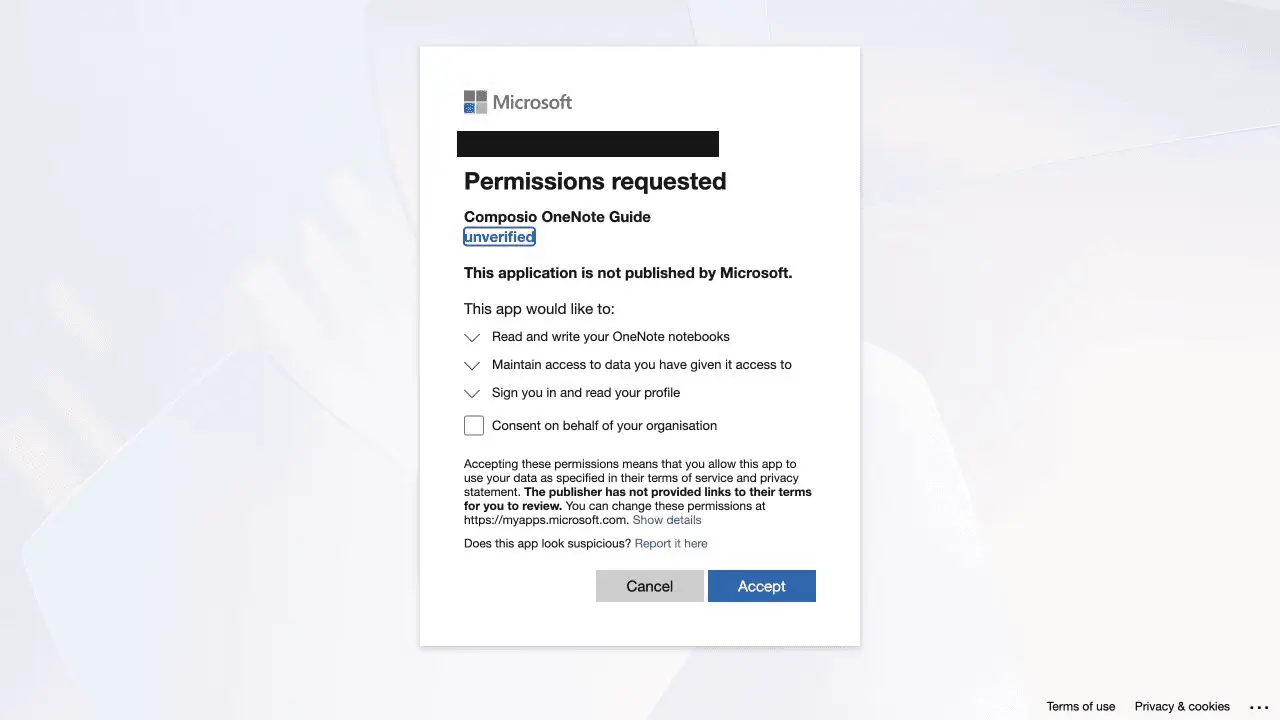 Microsoft
Permissions requested
Composio OneNote Guide
unverified
This application is not published by Microsoft.
This app would like to:
Read and write your OneNote notebooks
Maintain access to data you have given it access to
Sign you in and read your profile
Consent on behalf of your organisation
Accepting these permissions means that you allow this app to
use your data as specified in their terms of service and privacy
statement. The publisher has not provided links to their terms
for you to review. You can change these permissions at
https://myapps.microsoft.com. Show details
Does this app look suspicious? Report it here
Cancel Accept
Terms of use Privacy & cookies ...